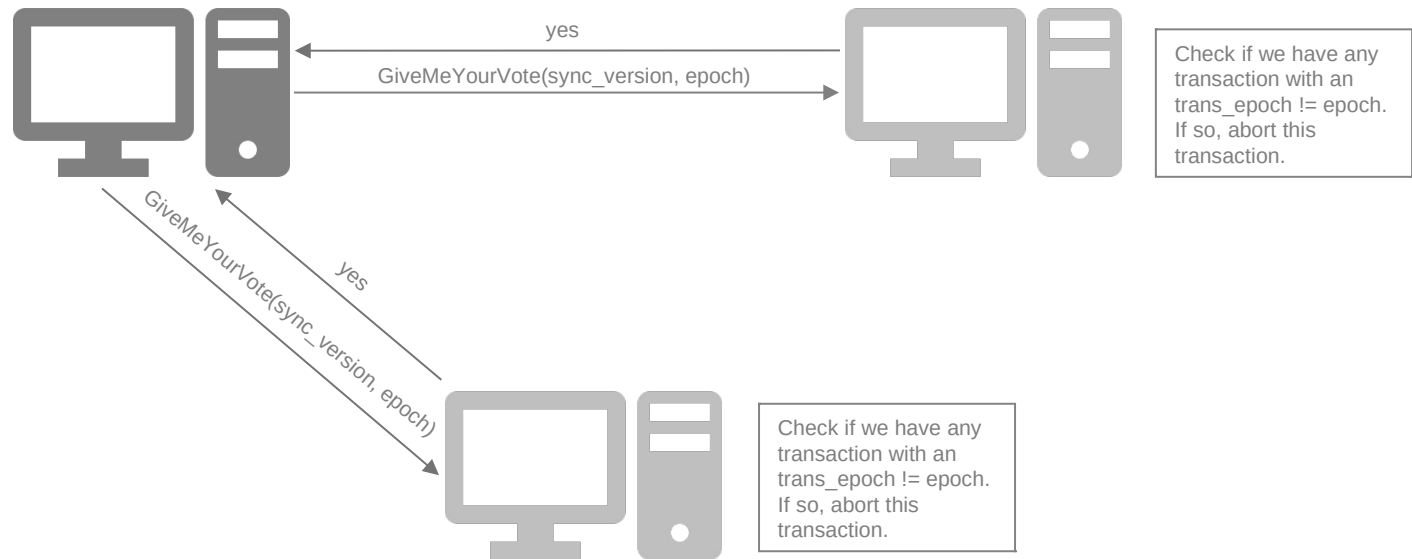 yes
GiveMeYourVote(sync_version, epoch)
Check if we have any
transaction with an
trans_epoch != epoch.
If so, abort this
transaction.
GiveMeYourVote(sync_version, epoch)
yes
Check if we have any
transaction with an
trans_epoch != epoch.
If so, abort this
transaction.